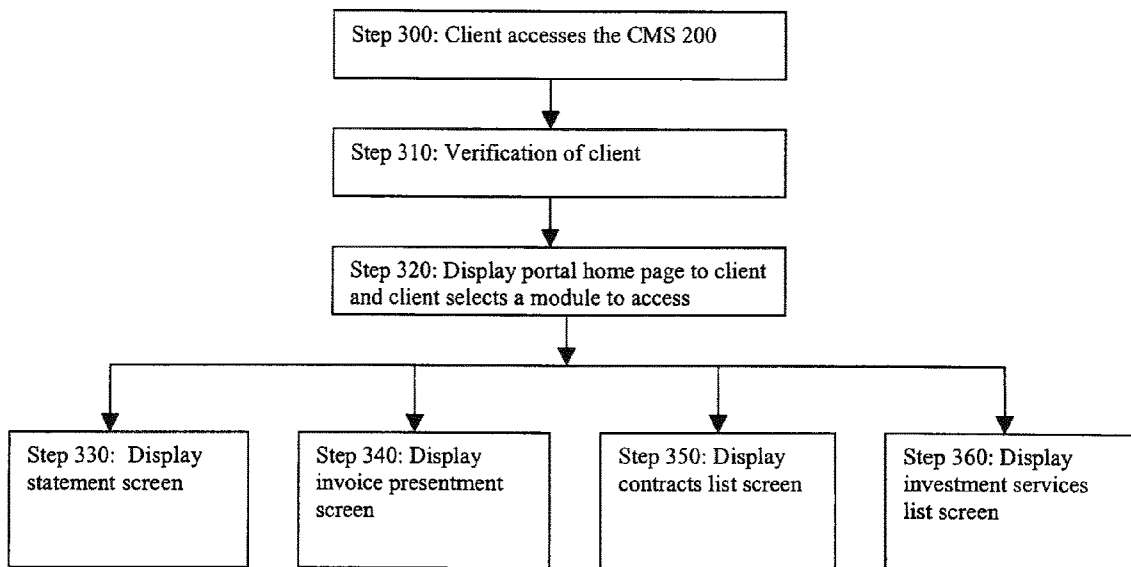 Step 300: Client accesses the CMS 200
Step 310: Verification of client
Step 320: Display portal home page to client
and client selects a module to access
Step 330: Display
statement screen
Step 340: Display
invoice presentment
screen
Step 350: Display
contracts list screen
Step 360: Display
investment services
list screen